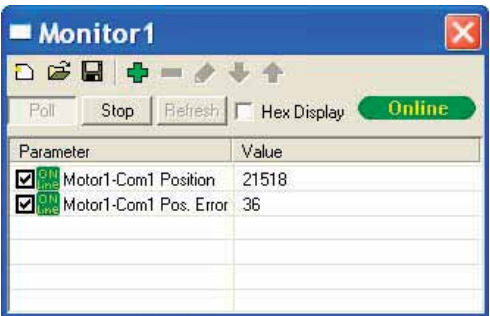 Monitor1
Poll Stop Refresh Hex Display Online
Parameter Value
ON line Motor1-Com1 Position 21518
ON line Motor1-Com1 Pos. Error 36